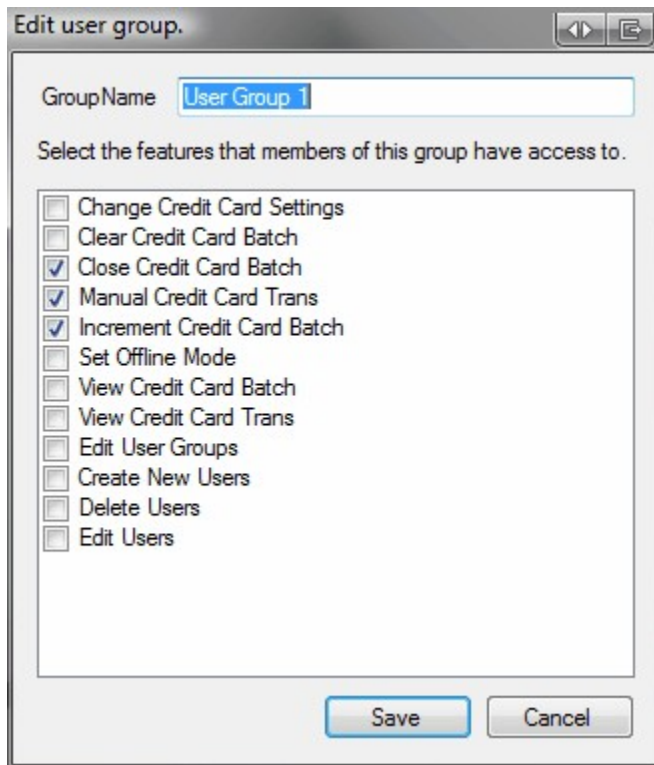 Edit user group.
GroupName User Group 1
Select the features that members of this group have access to.
Change Credit Card Settings
Clear Credit Card Batch
Close Credit Card Batch
Manual Credit Card Trans
Increment Credit Card Batch
Set Offline Mode
View Credit Card Batch
View Credit Card Trans
Edit User Groups
Create New Users
Delete Users
Edit Users
Save Cancel